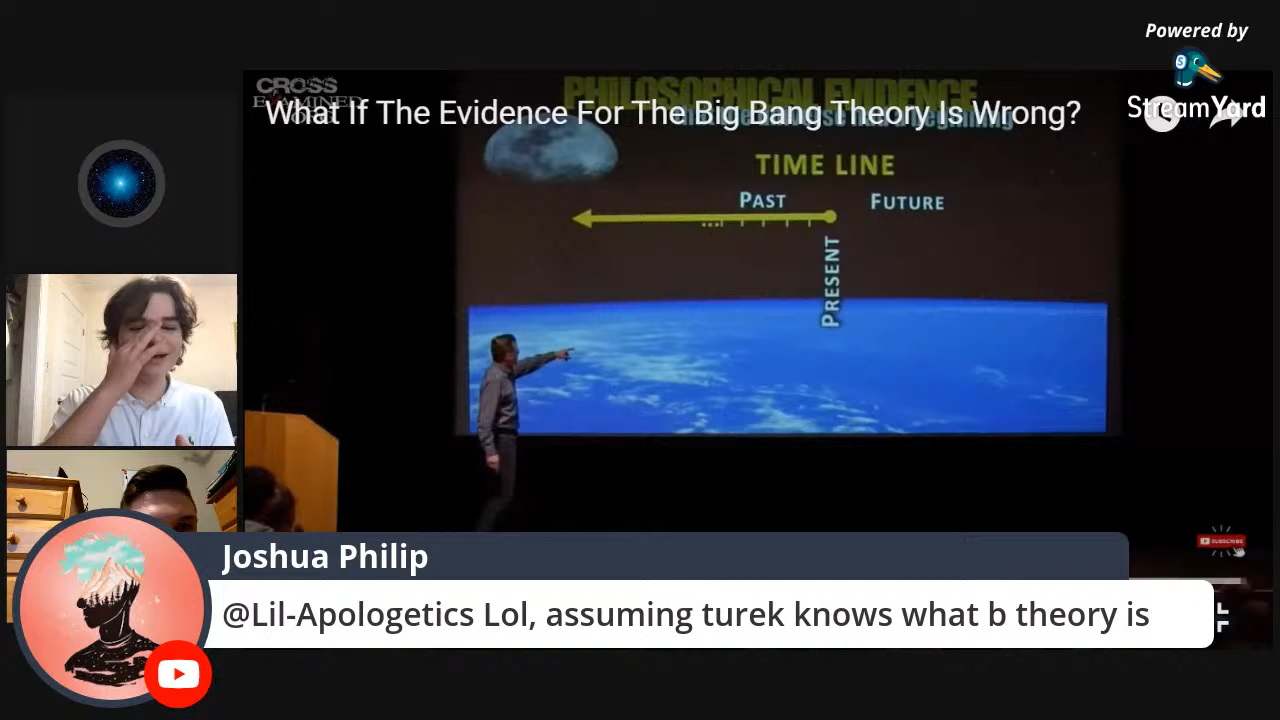 Powered by
StreamYard
CROSS
EXAMINED
What If The Evidence For The Big Bang Theory Is Wrong?
PHILOSOPHICAL EVIDENCE
TIME LINE
PAST
FUTURE
PRESENT
SUBSCRIBE
Joshua Philip
@Lil-Apologetics Lol, assuming turek knows what b theory is